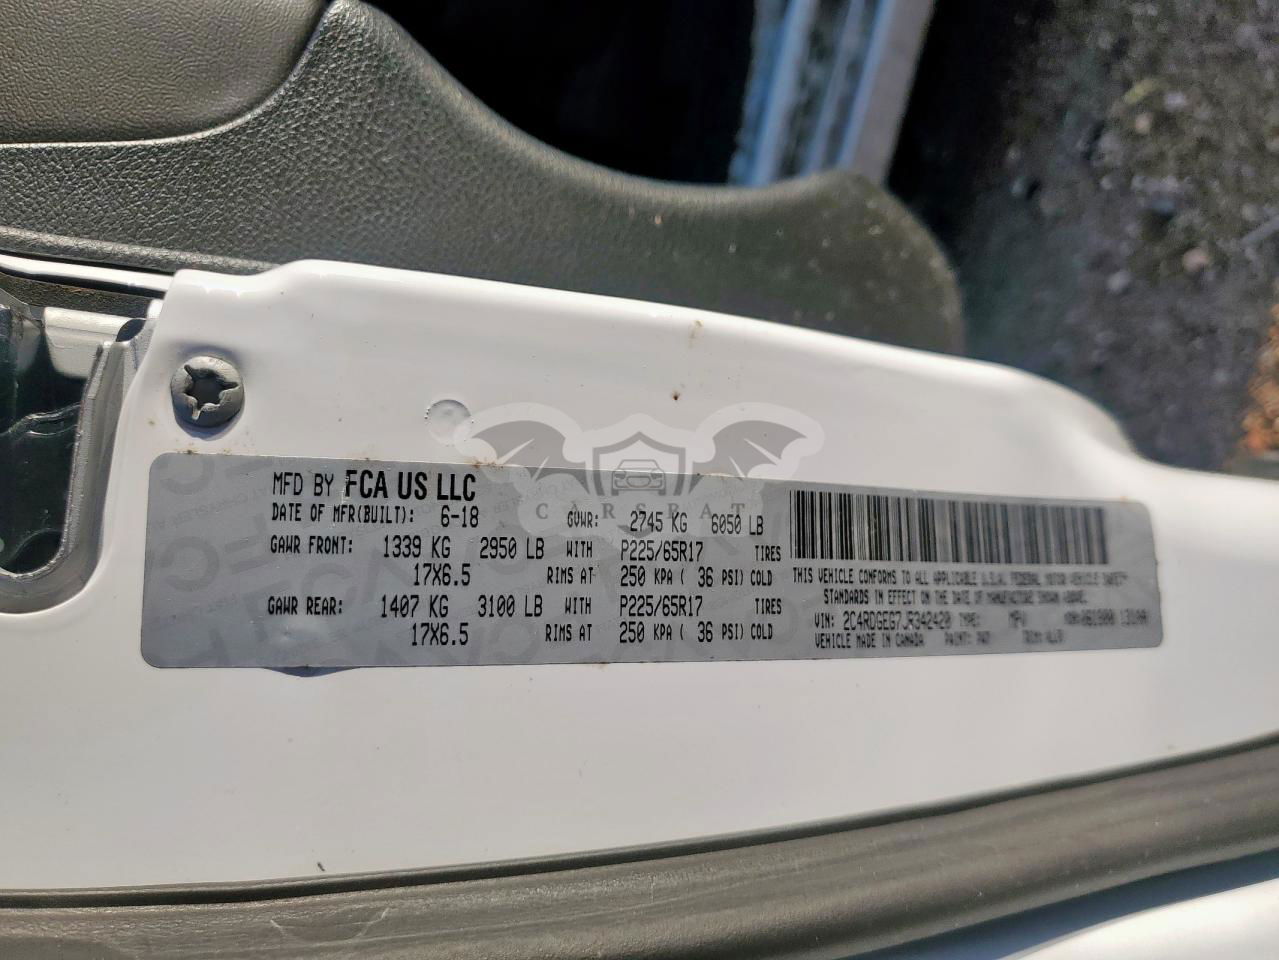 MFD BY FCA US LLC
DATE OF MFR(BUILT): 6-18 GVWR: 2745 KG 6050 LB
GAWR FRONT: 1339 KG 2950 LB WITH P225/65R17 TIRES
17X6.5 RIMS AT 250 KPA ( 36 PSI) COLD
GAWR REAR: 1407 KG 3100 LB WITH P225/65R17 TIRES
17X6.5 RIMS AT 250 KPA ( 36 PSI) COLD
THIS VEHICLE CONFORMS TO ALL APPLICABLE U.S.A. FEDERAL MOTOR VEHICLE SAFETY
STANDARDS IN EFFECT ON THE DATE OF MANUFACTURE SHOWN ABOVE.
VIN: 2C4RDGEG7JR342420 TYPE: MPV
VEHICLE MADE IN CANADA PAINT: PW7 TRIM:
CARSBAT